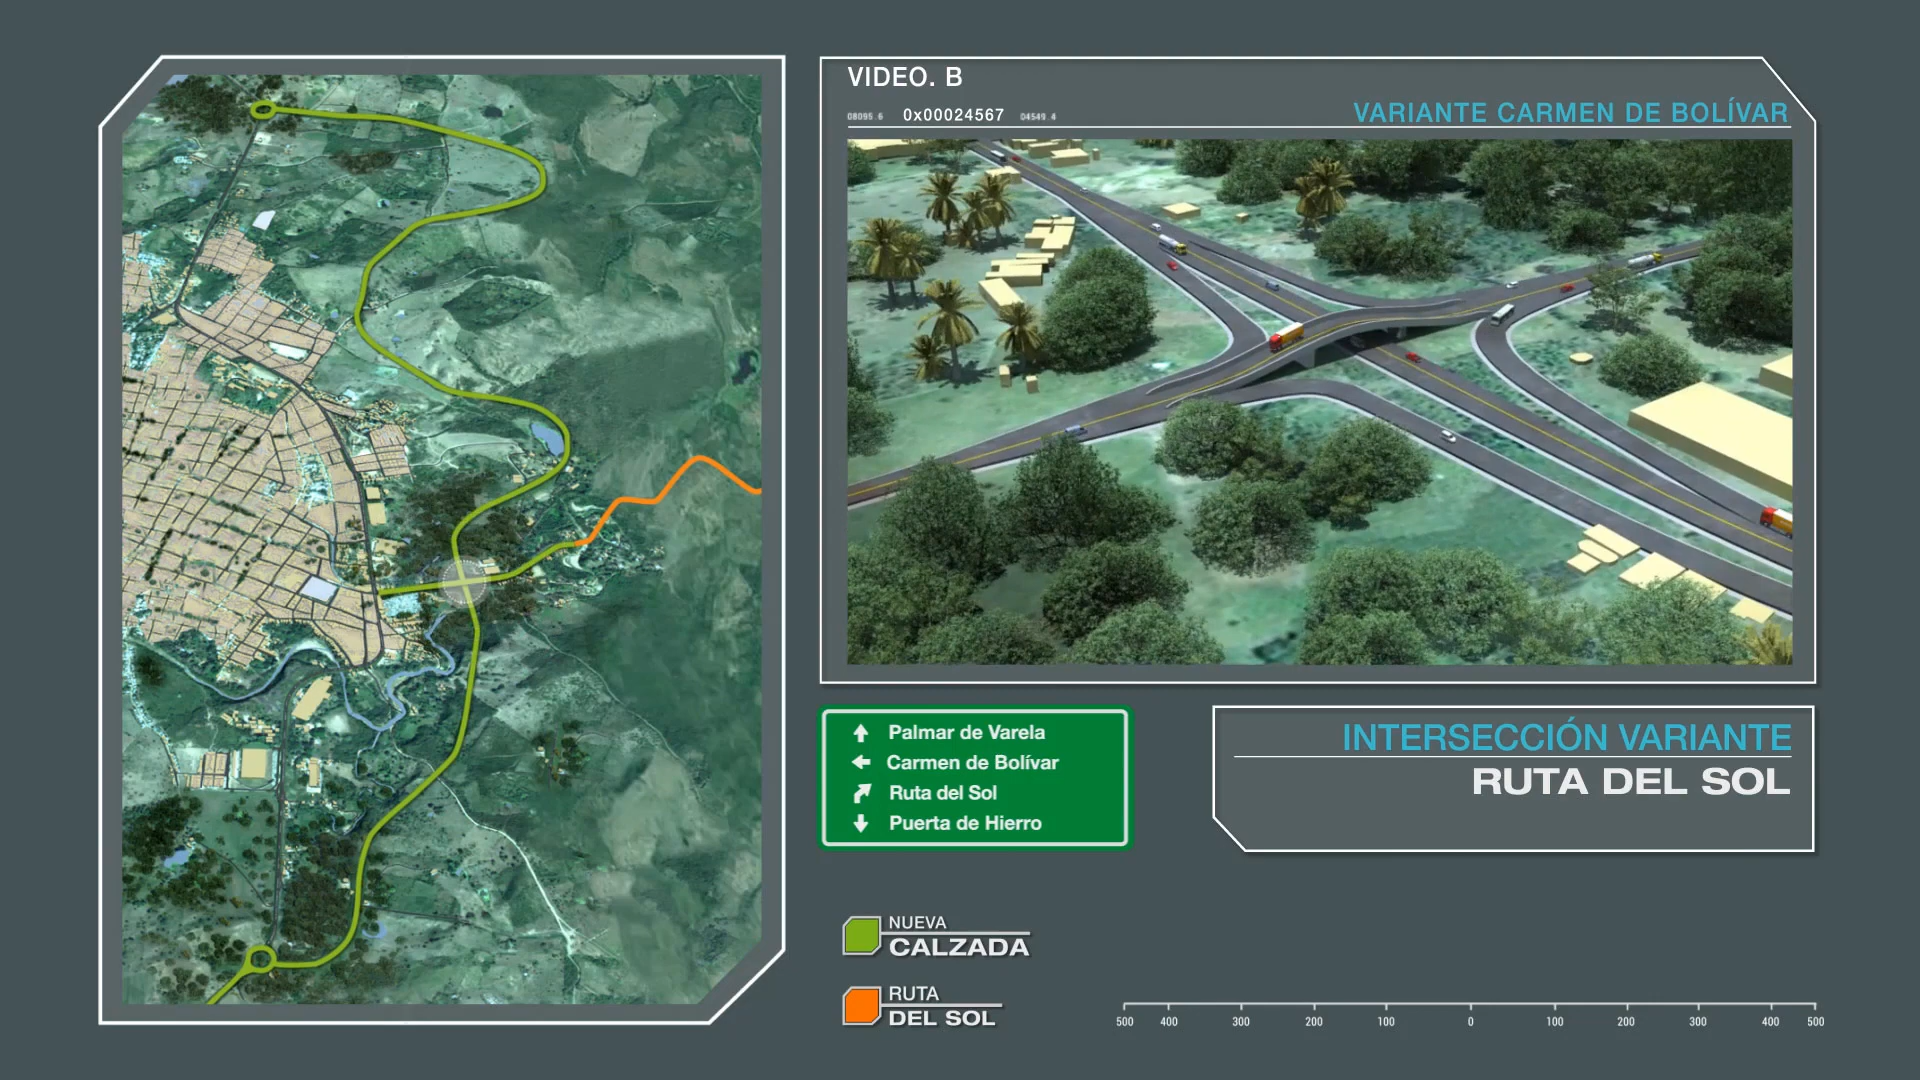 VIDEO. B
08095 6 0x00024567 04549 4
VARIANTE CARMEN DE BOLÍVAR
Palmar de Varela
Carmen de Bolívar
Ruta del Sol
Puerta de Hierro
INTERSECCIÓN VARIANTE
RUTA DEL SOL
NUEVA
CALZADA
RUTA
DEL SOL
500 400 300 200 100 0 100 200 300 400 500